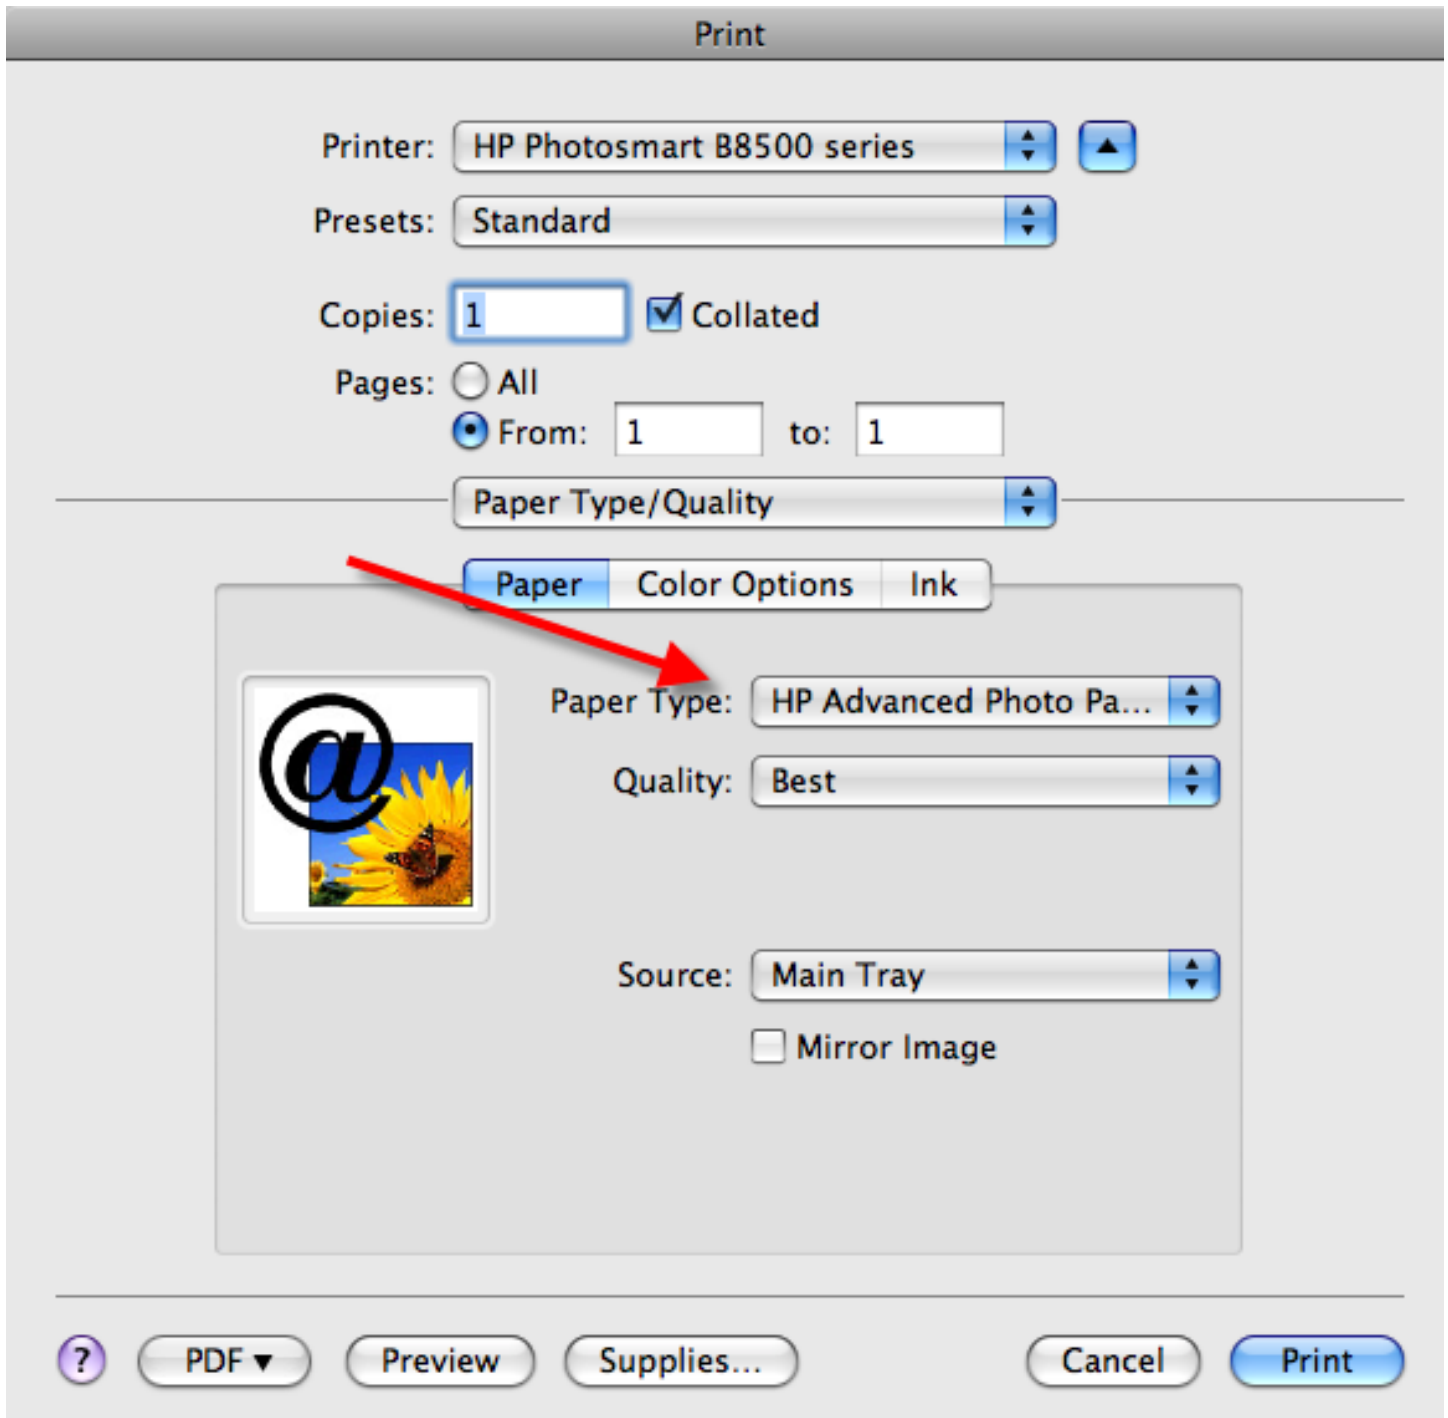 Print
Printer: HP Photosmart B8500 series
Presets: Standard
Copies: 1 Collated
Pages: All
From: 1 to: 1
Paper Type/Quality
Paper Color Options Ink
Paper Type: HP Advanced Photo Pa...
@
Quality: Best
Source: Main Tray
Mirror Image
? PDF ▼ Preview Supplies... Cancel Print